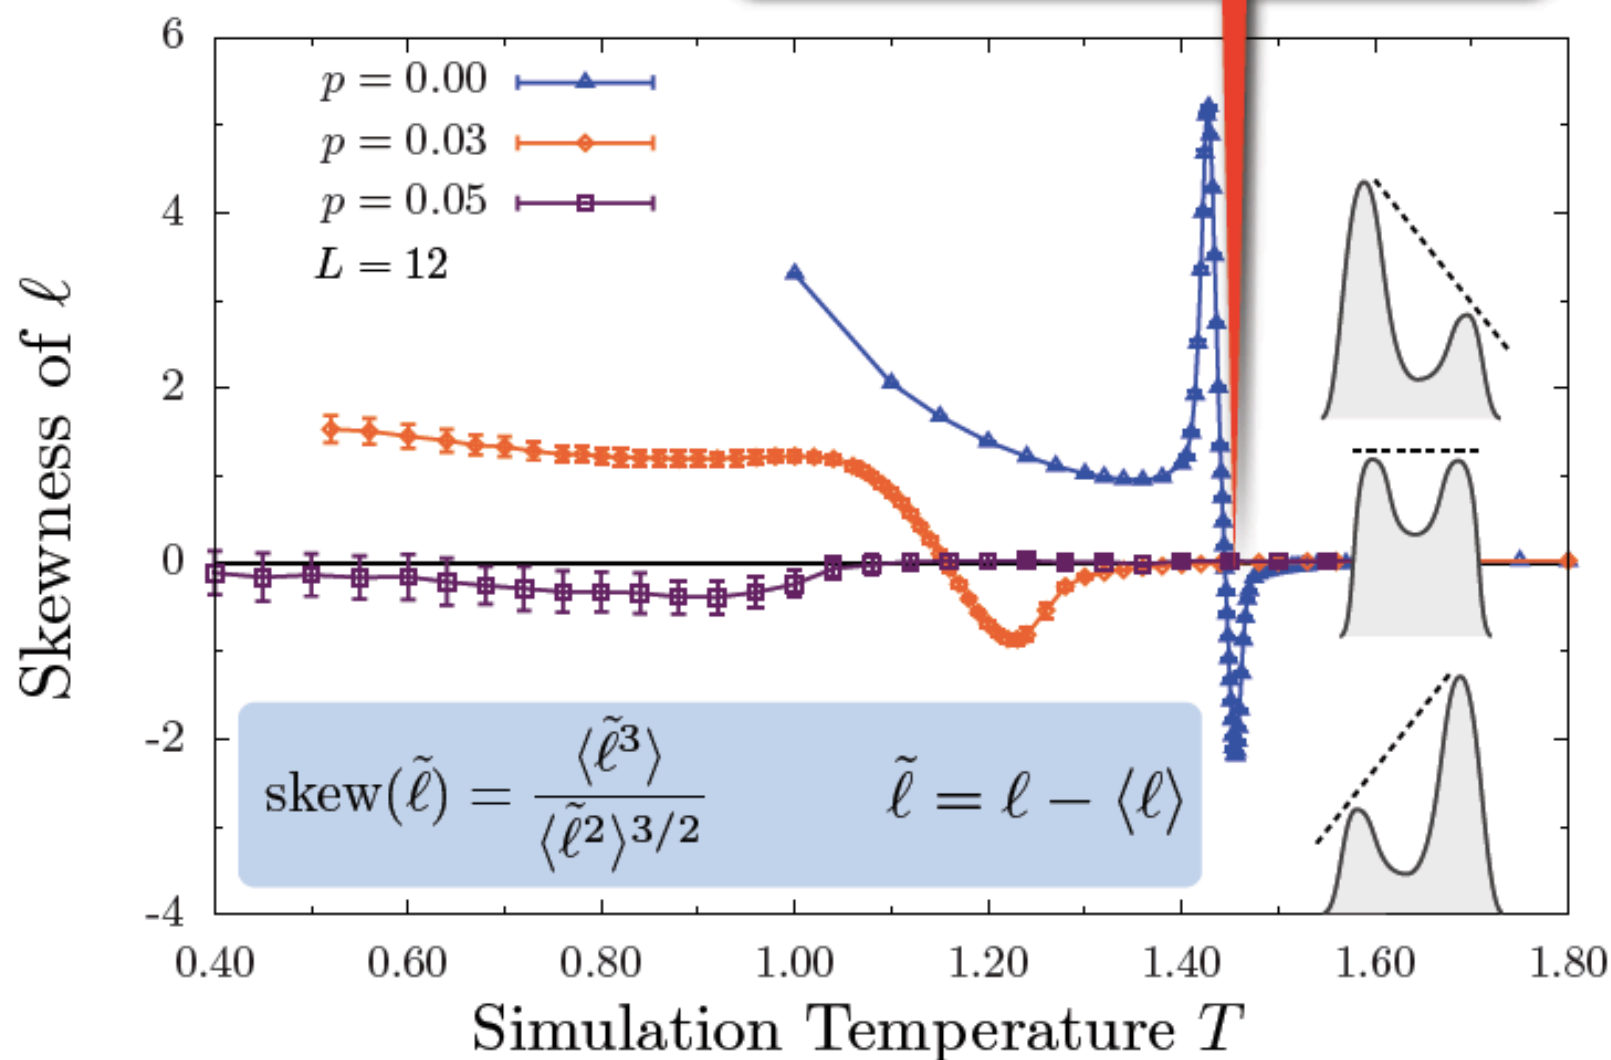 6
4
2
0
-2
-4
Skewness of ℓ
p = 0.00
p = 0.03
p = 0.05
L = 12
skew(ℓ̃) = ⟨ℓ̃³⟩ / ⟨ℓ̃²⟩^{3/2}    ℓ̃ = ℓ − ⟨ℓ⟩
0.40 0.60 0.80 1.00 1.20 1.40 1.60 1.80
Simulation Temperature T